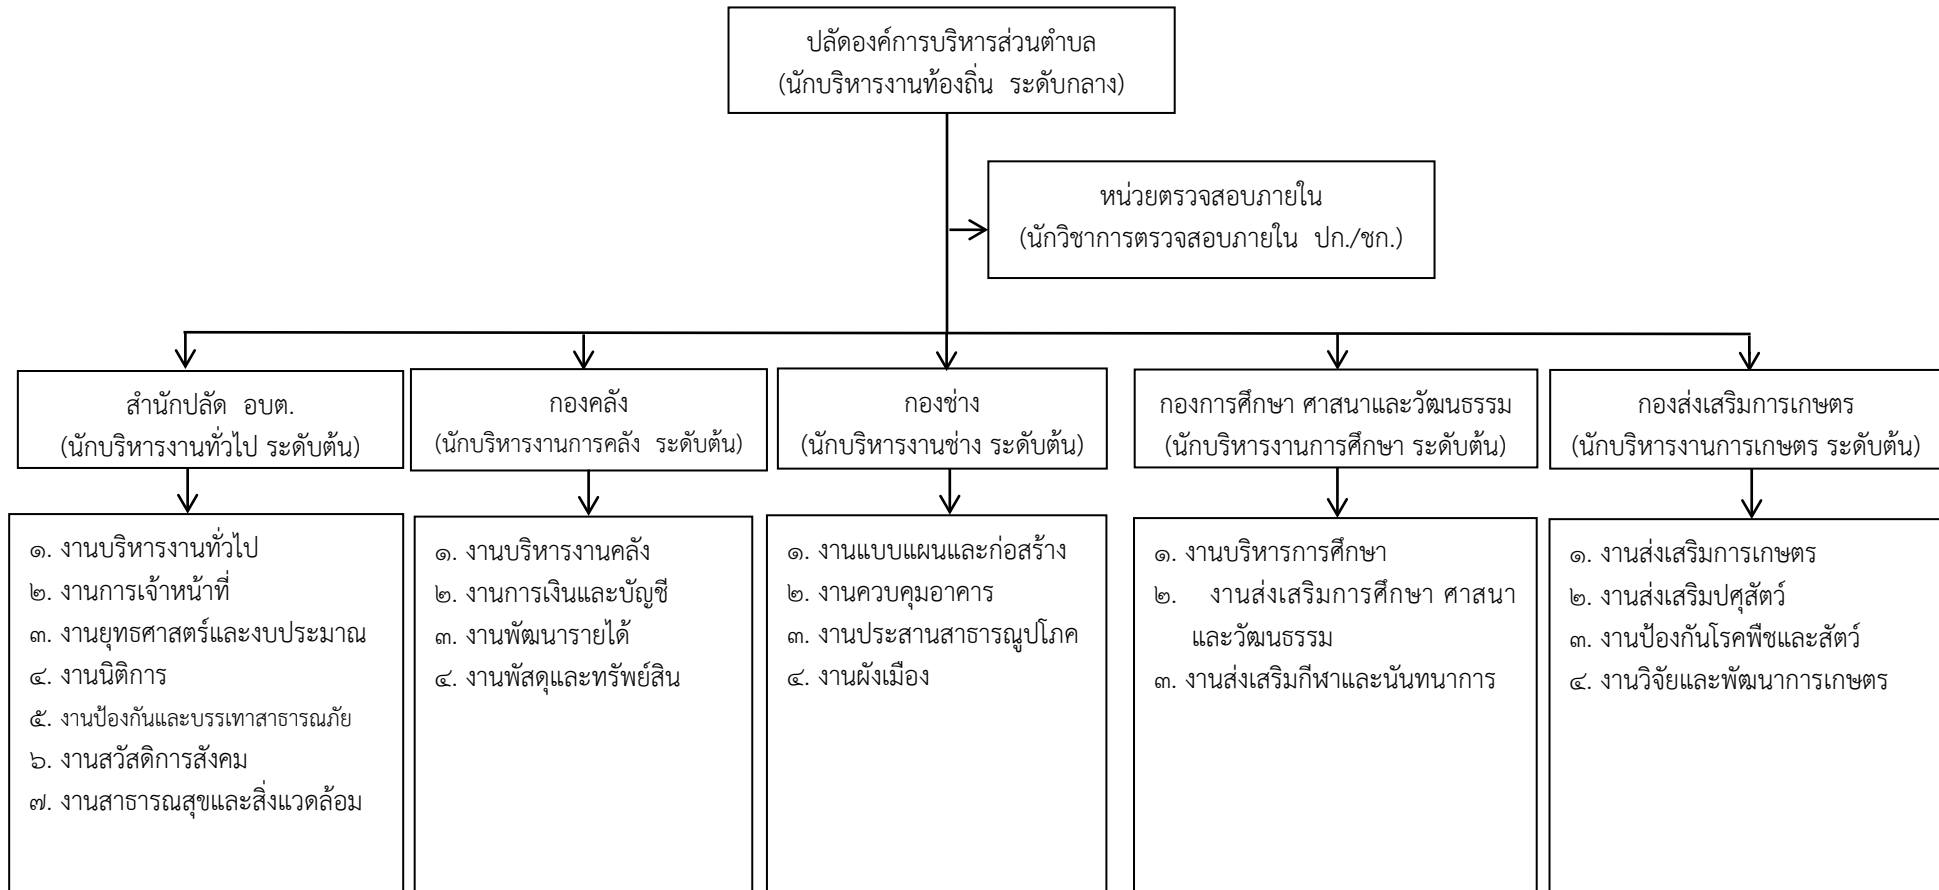 ปลัดองค์การบริหารส่วนตำบล
(นักบริหารงานท้องถิ่น ระดับกลาง)
หน่วยตรวจสอบภายใน
(นักวิชาการตรวจสอบภายใน ปก./ชก.)
สำนักปลัด อบต.
(นักบริหารงานทั่วไป ระดับต้น)
กองคลัง
(นักบริหารงานการคลัง ระดับต้น)
กองช่าง
(นักบริหารงานช่าง ระดับต้น)
กองการศึกษา ศาสนาและวัฒนธรรม
(นักบริหารงานการศึกษา ระดับต้น)
กองส่งเสริมการเกษตร
(นักบริหารงานการเกษตร ระดับต้น)
๑. งานบริหารงานทั่วไป
๒. งานการเจ้าหน้าที่
๓. งานยุทธศาสตร์และงบประมาณ
๔. งานนิติการ
๕. งานป้องกันและบรรเทาสาธารณภัย
๖. งานสวัสดิการสังคม
๗. งานสาธารณสุขและสิ่งแวดล้อม
๑. งานบริหารงานคลัง
๒. งานการเงินและบัญชี
๓. งานพัฒนารายได้
๔. งานพัสดุและทรัพย์สิน
๑. งานแบบแผนและก่อสร้าง
๒. งานควบคุมอาคาร
๓. งานประสานสาธารณูปโภค
๔. งานผังเมือง
๑. งานบริหารการศึกษา
๒. งานส่งเสริมการศึกษา ศาสนา
และวัฒนธรรม
๓. งานส่งเสริมกีฬาและนันทนาการ
๑. งานส่งเสริมการเกษตร
๒. งานส่งเสริมปศุสัตว์
๓. งานป้องกันโรคพืชและสัตว์
๔. งานวิจัยและพัฒนาการเกษตร